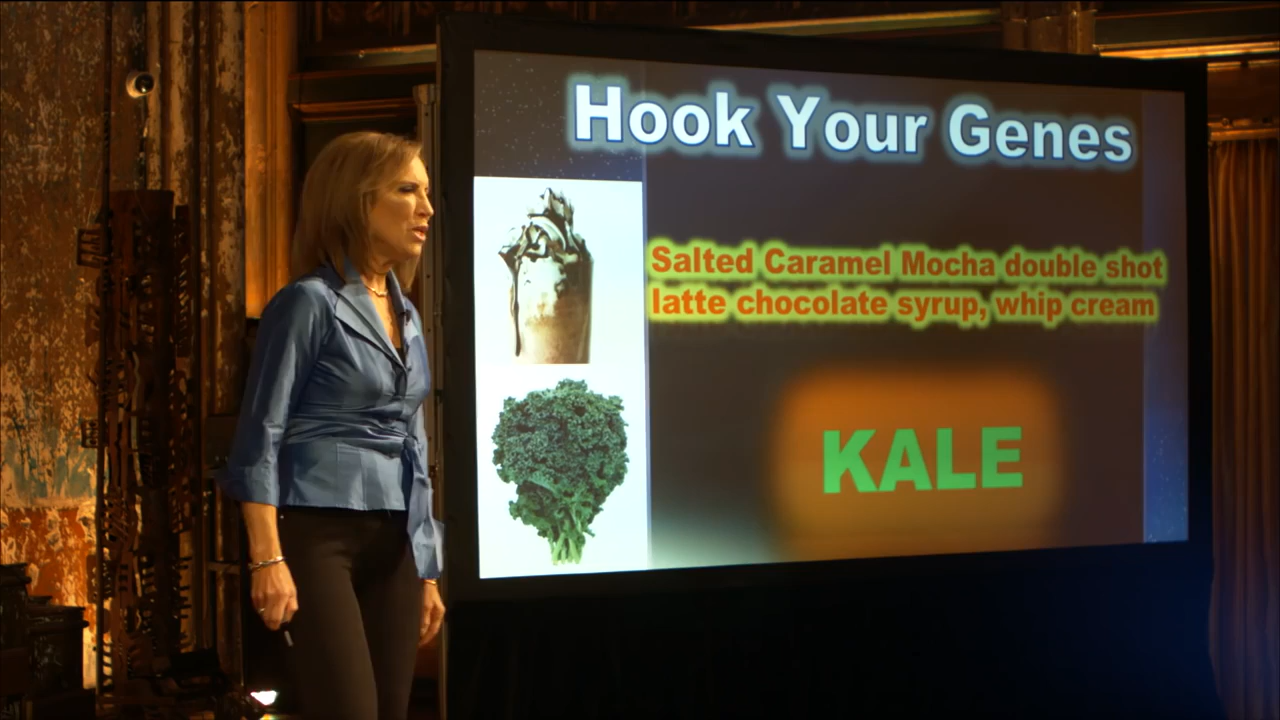 Hook Your Genes
Salted Caramel Mocha double shot
latte chocolate syrup, whip cream
KALE